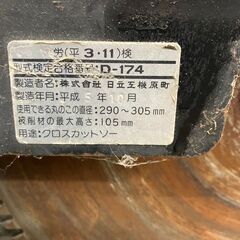 労(平3・11)検
型式検定合格番号 D-174
製造者:株式會社 日立工機原町
製造年月:平成 年 月
使用できる丸のこの直径:290～305mm
被削材の最大高さ:105mm
用途:クロスカットソー